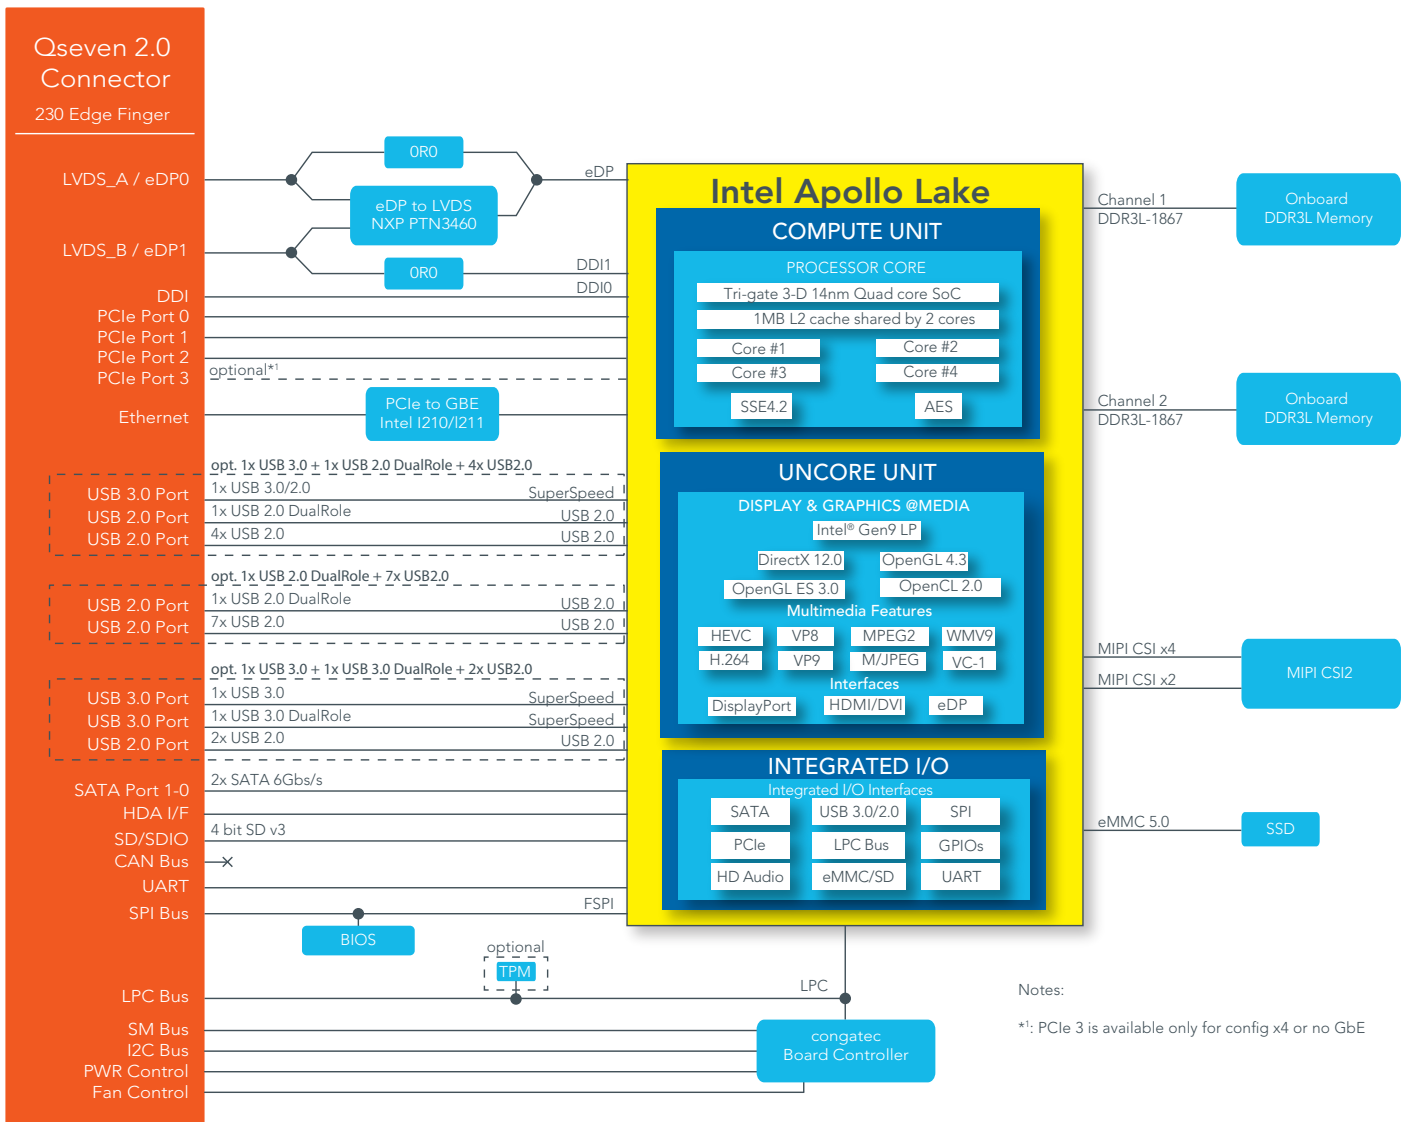 Qseven 2.0
Connector
230 Edge Finger
LVDS_A / eDP0
LVDS_B / eDP1
DDI
PCIe Port 0
PCIe Port 1
PCIe Port 2
PCIe Port 3
Ethernet
USB 3.0 Port
USB 2.0 Port
USB 2.0 Port
USB 2.0 Port
USB 2.0 Port
USB 3.0 Port
USB 3.0 Port
USB 2.0 Port
SATA Port 1-0
HDA I/F
SD/SDIO
CAN Bus
UART
SPI Bus
LPC Bus
SM Bus
I2C Bus
PWR Control
Fan Control
0R0
eDP to LVDS
NXP PTN3460
0R0
eDP
DDI1
DDI0
optional*1
PCIe to GBE
Intel I210/I211
opt. 1x USB 3.0 + 1x USB 2.0 DualRole + 4x USB2.0
1x USB 3.0/2.0
SuperSpeed
1x USB 2.0 DualRole
USB 2.0
4x USB 2.0
USB 2.0
opt. 1x USB 2.0 DualRole + 7x USB2.0
1x USB 2.0 DualRole
USB 2.0
7x USB 2.0
USB 2.0
opt. 1x USB 3.0 + 1x USB 3.0 DualRole + 2x USB2.0
1x USB 3.0
SuperSpeed
1x USB 3.0 DualRole
SuperSpeed
2x USB 2.0
USB 2.0
2x SATA 6Gbs/s
4 bit SD v3
FSPI
BIOS
optional
TPM
LPC
congatec
Board Controller
Intel Apollo Lake
COMPUTE UNIT
PROCESSOR CORE
Tri-gate 3-D 14nm Quad core SoC
1MB L2 cache shared by 2 cores
Core #1
Core #2
Core #3
Core #4
SSE4.2
AES
UNCORE UNIT
DISPLAY & GRAPHICS @MEDIA
Intel® Gen9 LP
DirectX 12.0
OpenGL 4.3
OpenGL ES 3.0
OpenCL 2.0
Multimedia Features
HEVC
VP8
MPEG2
WMV9
H.264
VP9
M/JPEG
VC-1
Interfaces
DisplayPort
HDMI/DVI
eDP
INTEGRATED I/O
Integrated I/O Interfaces
SATA
USB 3.0/2.0
SPI
PCIe
LPC Bus
GPIOs
HD Audio
eMMC/SD
UART
Channel 1
DDR3L-1867
Onboard
DDR3L Memory
Channel 2
DDR3L-1867
Onboard
DDR3L Memory
MIPI CSI x4
MIPI CSI x2
MIPI CSI2
eMMC 5.0
SSD
Notes:
*1: PCIe 3 is available only for config x4 or no GbE